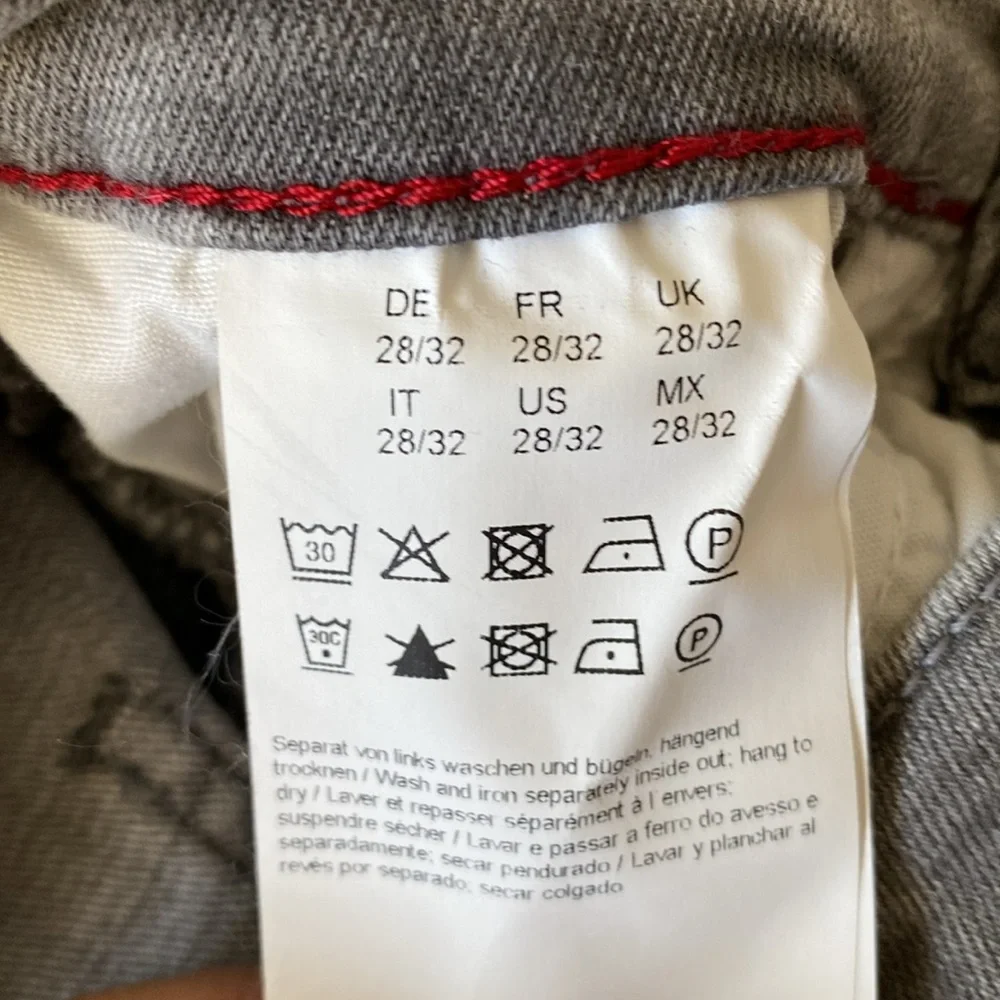 DE FR UK
28/32 28/32 28/32
IT US MX
28/32 28/32 28/32
30 P
30C P
Separat von links waschen und bügeln, hängend
trocknen / Wash and iron separately inside out; hang to
dry / Laver et repasser séparément à l'envers;
suspendre sécher / Lavar e passar a ferro do avesso e
separadamente; secar pendurado / Lavar y planchar al
revés por separado; secar colgado